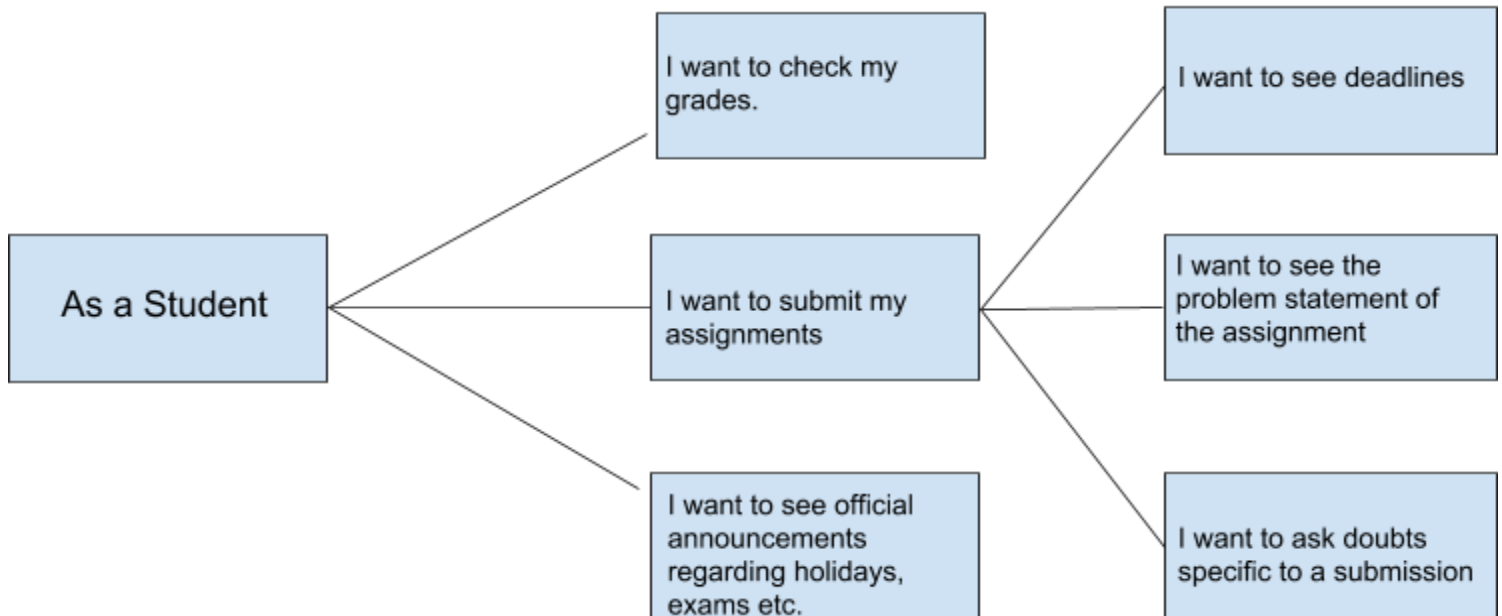 As a Student
I want to check my
grades.
I want to submit my
assignments
I want to see official
announcements
regarding holidays,
exams etc.
I want to see deadlines
I want to see the
problem statement of
the assignment
I want to ask doubts
specific to a submission